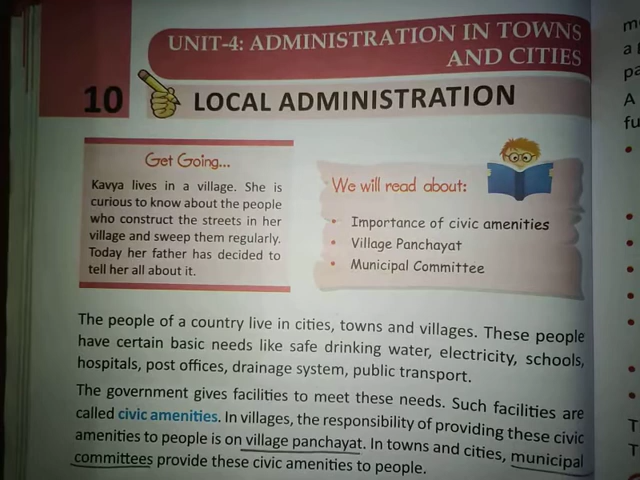 UNIT-4: ADMINISTRATION IN TOWNS
AND CITIES
10
LOCAL ADMINISTRATION
Get Going...
Kavya lives in a village. She is
curious to know about the people
who construct the streets in her
village and sweep them regularly.
Today her father has decided to
tell her all about it.
We will read about:
• Importance of civic amenities
• Village Panchayat
• Municipal Committee
The people of a country live in cities, towns and villages. These people
have certain basic needs like safe drinking water, electricity, schools,
hospitals, post offices, drainage system, public transport.
The government gives facilities to meet these needs. Such facilities are
called civic amenities. In villages, the responsibility of providing these civic
amenities to people is on village panchayat. In towns and cities, municipal
committees provide these civic amenities to people.